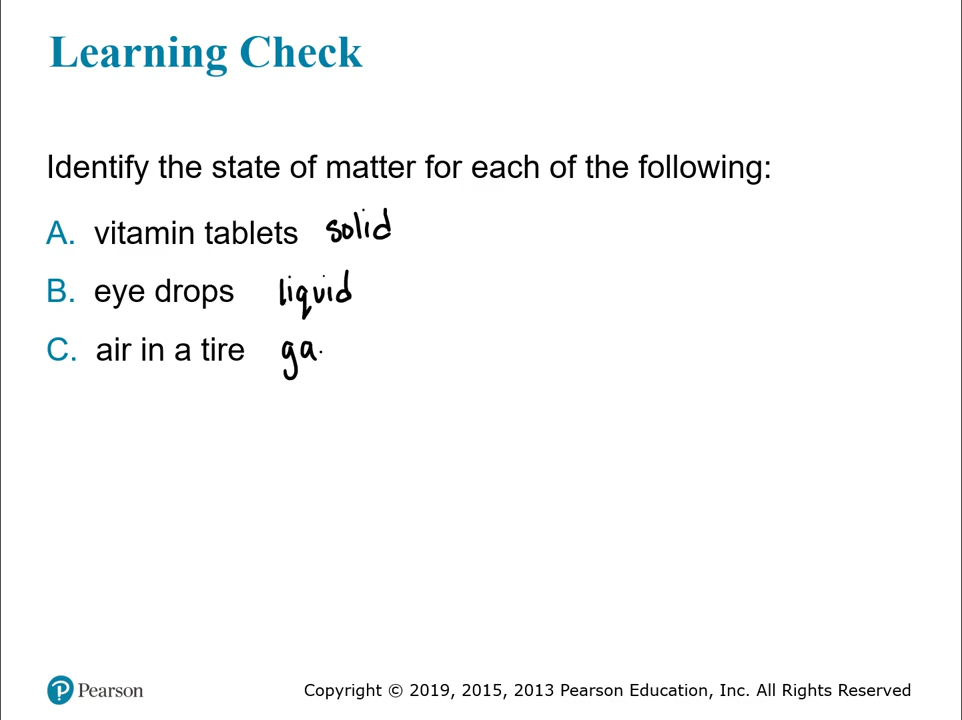 Learning Check
Identify the state of matter for each of the following:
A. vitamin tablets solid
B. eye drops liquid
C. air in a tire ga
Pearson
Copyright © 2019, 2015, 2013 Pearson Education, Inc. All Rights Reserved